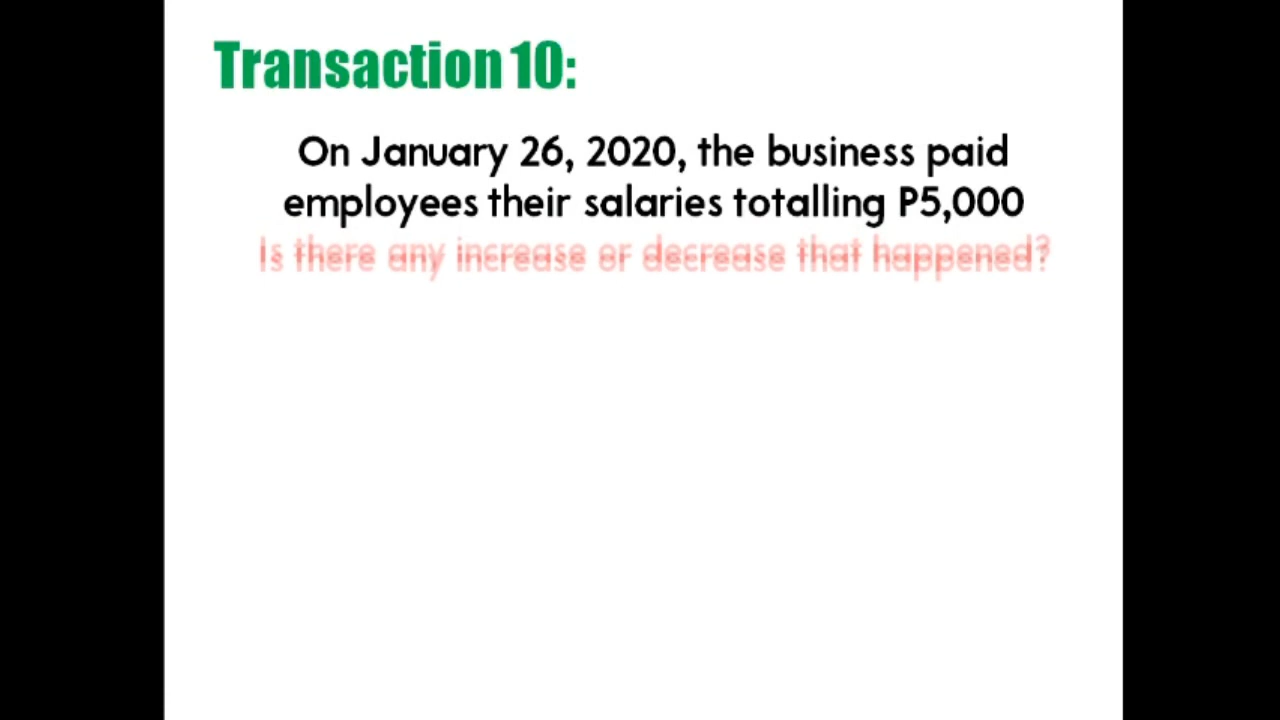 Transaction 10:
On January 26, 2020, the business paid
employees their salaries totalling P5,000
Is there any increase or decrease that happened?